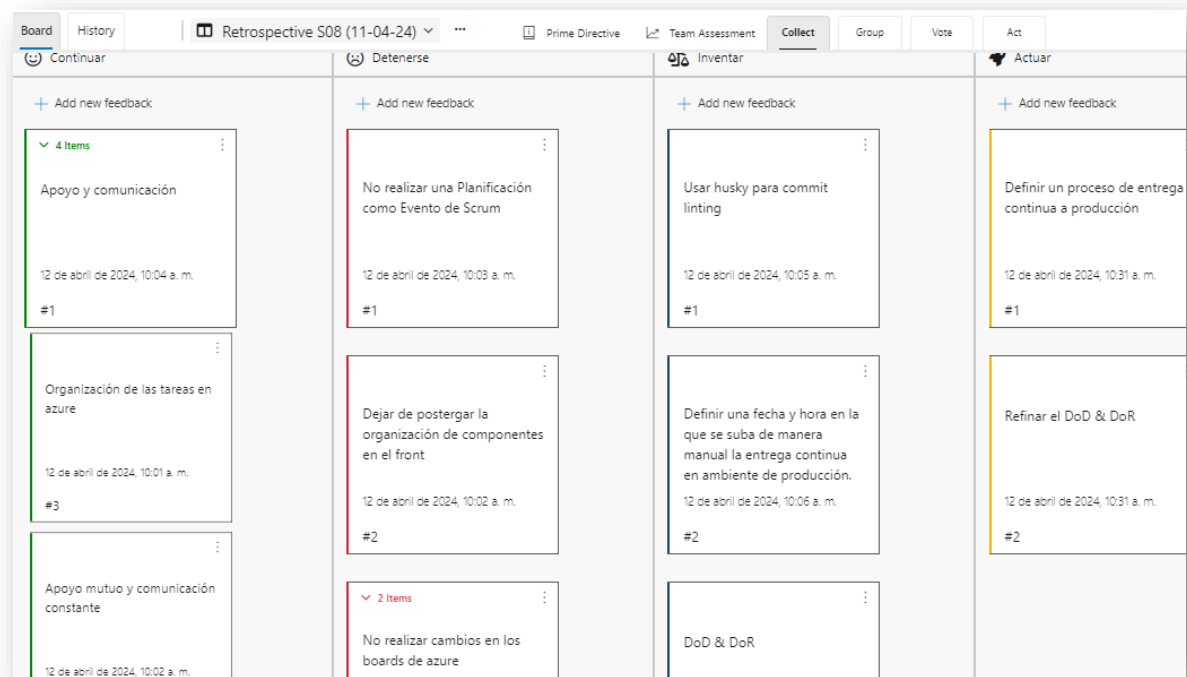 Board
History
Retrospective S08 (11-04-24)
Prime Directive
Team Assessment
Collect
Group
Vote
Act
Continuar
Detenerse
Inventar
Actuar
Add new feedback
Add new feedback
Add new feedback
Add new feedback
4 Items
Apoyo y comunicación
12 de abril de 2024, 10:04 a. m.
#1
Organización de las tareas en
azure
12 de abril de 2024, 10:01 a. m.
#3
Apoyo mutuo y comunicación
constante
12 de abril de 2024, 10:02 a. m.
No realizar una Planificación
como Evento de Scrum
12 de abril de 2024, 10:03 a. m.
#1
Dejar de postergar la
organización de componentes
en el front
12 de abril de 2024, 10:02 a. m.
#2
2 Items
No realizar cambios en los
boards de azure
Usar husky para commit
linting
12 de abril de 2024, 10:05 a. m.
#1
Definir una fecha y hora en la
que se suba de manera
manual la entrega continua
en ambiente de producción.
12 de abril de 2024, 10:06 a. m.
#2
DoD & DoR
Definir un proceso de entrega
continua a producción
12 de abril de 2024, 10:31 a. m.
#1
Refinar el DoD & DoR
12 de abril de 2024, 10:31 a. m.
#2